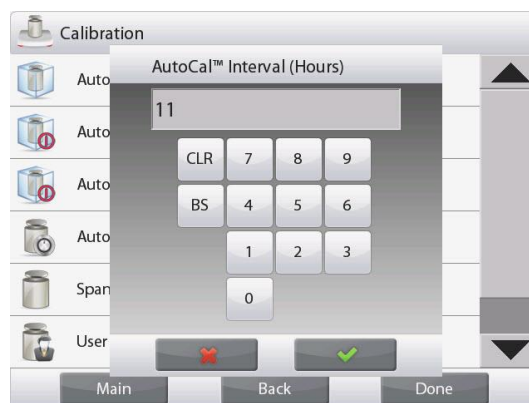 Calibration
AutoCal™ Interval (Hours)
11
Auto
Auto
Auto
Auto
Span
User
CLR 7 8 9
BS 4 5 6
1 2 3
0
Main Back Done